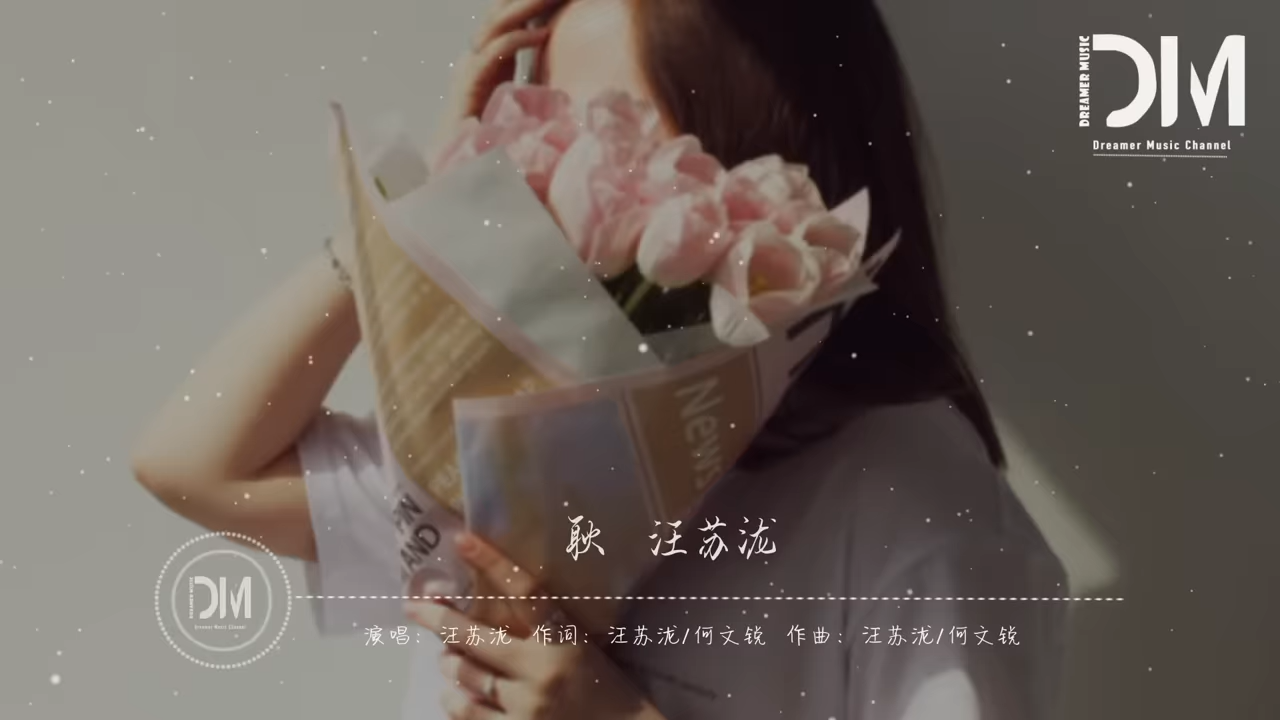 DREAMER MUSIC
DM
Dreamer Music Channel
News
AND
耿 汪苏泷
DM
演唱: 汪苏泷 作词: 汪苏泷/何文锐 作曲: 汪苏泷/何文锐